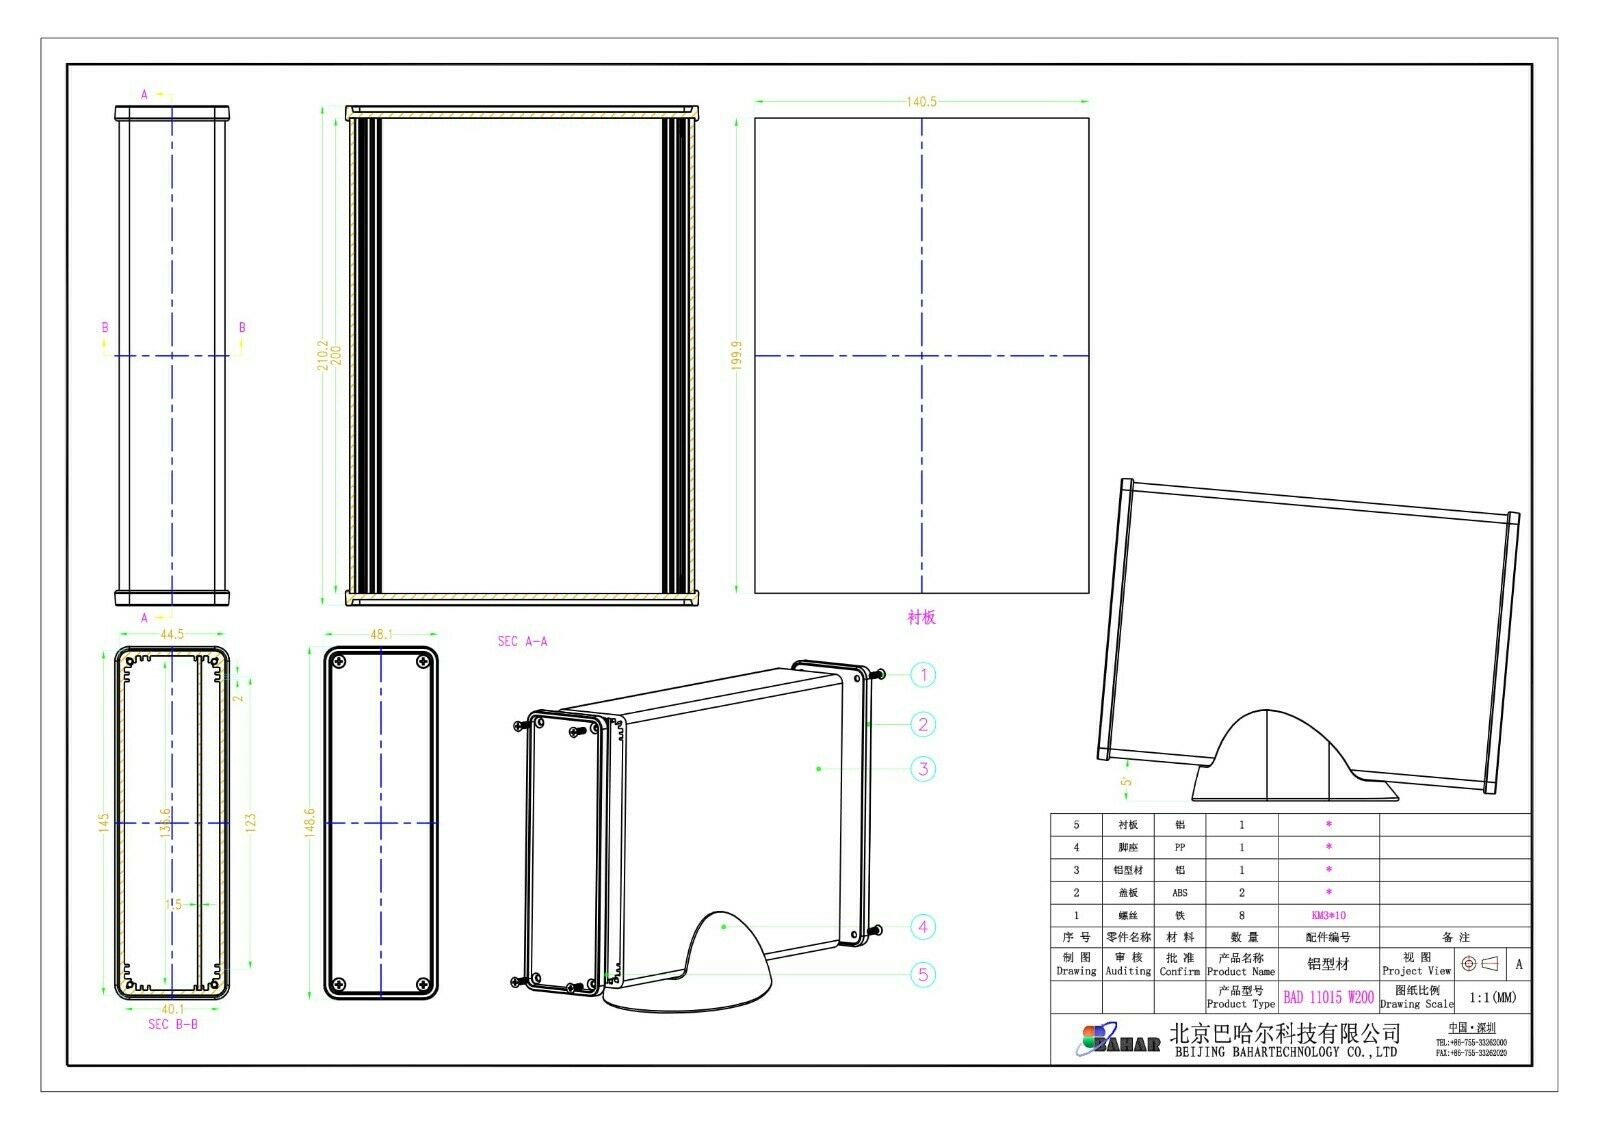 A
A
B
B
210.2
200
SEC A-A
140.5
199.9
衬板
44.5
145
136.6
123
2
1.5
40.1
SEC B-B
48.1
148.6
1
2
3
4
5
5°
5 衬板 铝 1 *
4 脚座 PP 1 *
3 铝型材 铝 1 *
2 盖板 ABS 2 *
1 螺丝 铁 8 KM3*10
序 号 零件名称 材 料 数 量 配件编号 备 注
制 图 审 核 批 准 产品名称 铝型材 视 图 A
Drawing Auditing Confirm Product Name Project View
产品型号 BAD 11015 W200 图纸比例 1:1(MM)
Product Type Drawing Scale
BAHAR 北京巴哈尔科技有限公司
BEIJING BAHARTECHNOLOGY CO.,LTD
中国·深圳
TEL:+86-755-33262000
FAX:+86-755-33262020